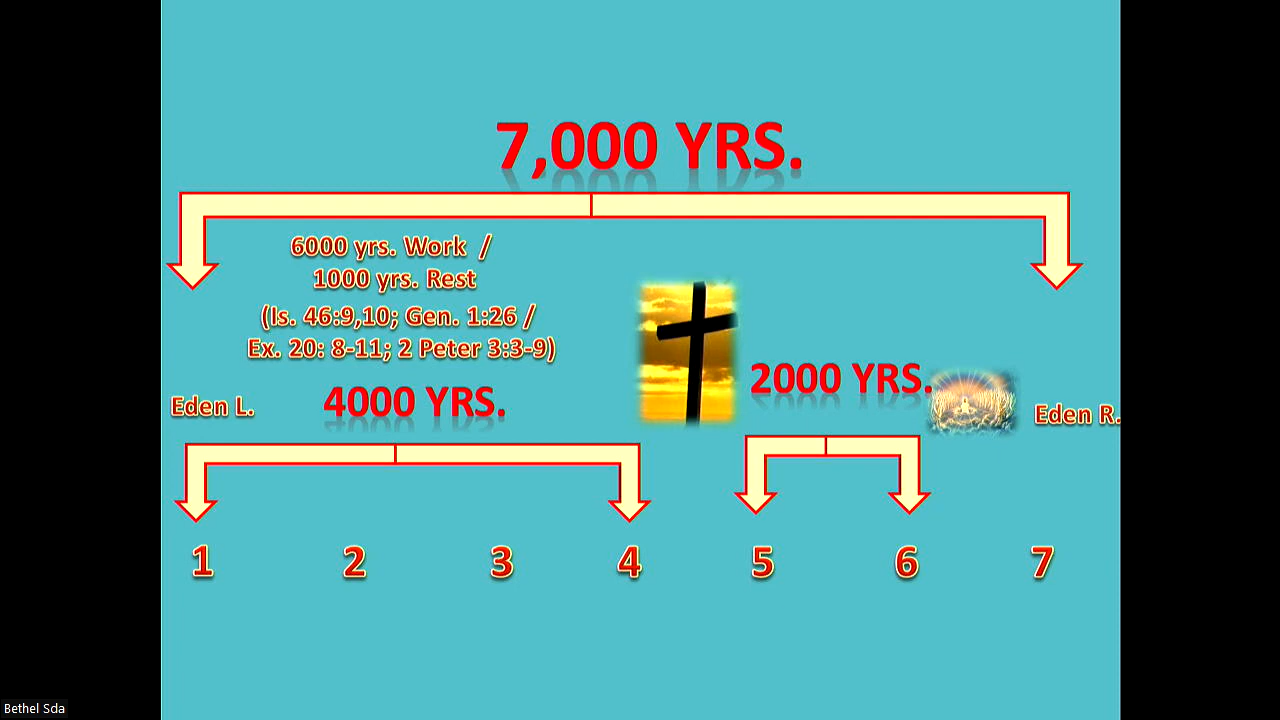 7,000 YRS.
6000 yrs. Work /
1000 yrs. Rest
(Is. 46:9,10; Gen. 1:26 /
Ex. 20: 8-11; 2 Peter 3:3-9)
2000 YRS.
Eden L.
4000 YRS.
Eden R.
1 2 3 4 5 6 7
Bethel Sda